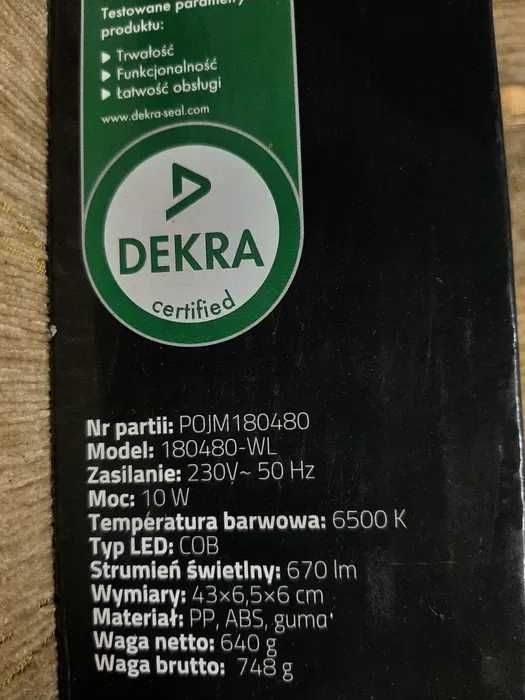 Testowane parametry
produktu:
▶ Trwałość
▶ Funkcjonalność
▶ Łatwość obsługi
www.dekra-seal.com
DEKRA
certified
Nr partii: POJM180480
Model: 180480-WL
Zasilanie: 230V~ 50 Hz
Moc: 10 W
Temperatura barwowa: 6500 K
Typ LED: COB
Strumień świetlny: 670 lm
Wymiary: 43×6,5×6 cm
Materiał: PP, ABS, guma
Waga netto: 640 g
Waga brutto: 748 g